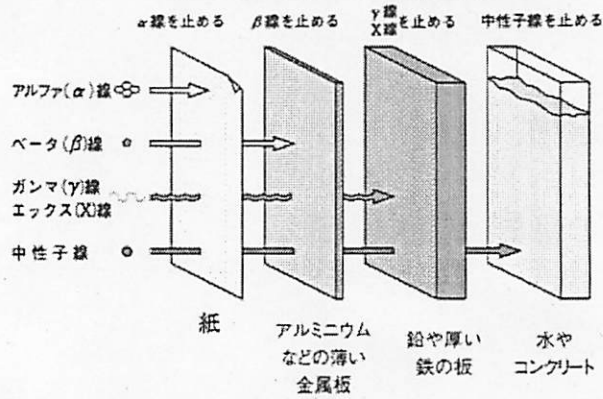 α線を止める
β線を止める
γ線
X線を止める
中性子線を止める
アルファ(α)線
ベータ(β)線
ガンマ(γ)線
エックス(X)線
中性子線
紙
アルミニウム
などの薄い
金属板
鉛や厚い
鉄の板
水や
コンクリート